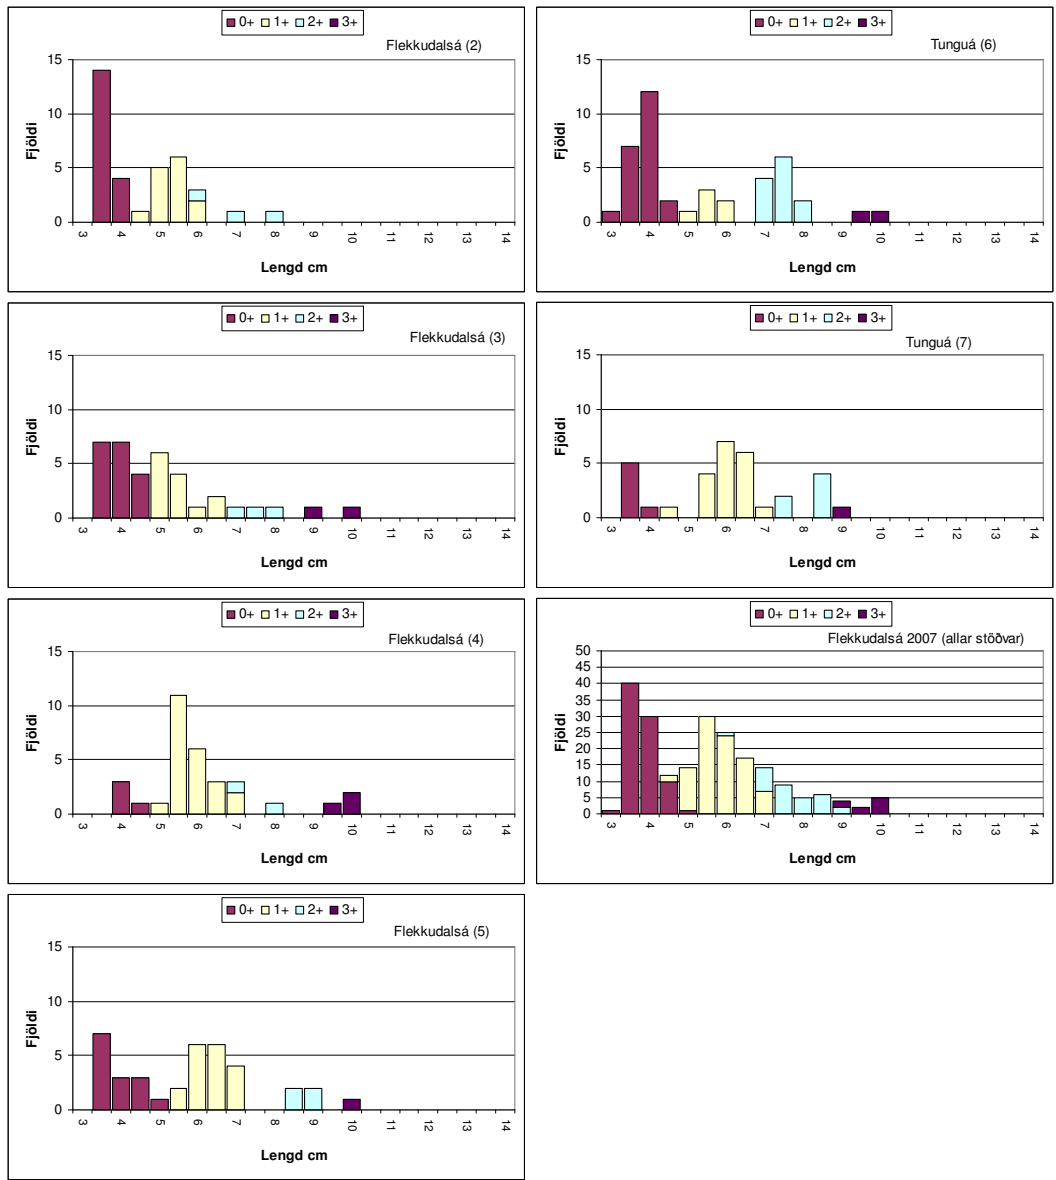 0+ 1+ 2+ 3+
Flekkudalsá (2)
15
10
5
0
Fjöldi
3 4 5 6 7 8 9 10 11 12 13 14
Lengd cm
0+ 1+ 2+ 3+
Tunguá (6)
15
10
5
0
Fjöldi
3 4 5 6 7 8 9 10 11 12 13 14
Lengd cm
0+ 1+ 2+ 3+
Flekkudalsá (3)
15
10
5
0
Fjöldi
3 4 5 6 7 8 9 10 11 12 13 14
Lengd cm
0+ 1+ 2+ 3+
Tunguá (7)
15
10
5
0
Fjöldi
3 4 5 6 7 8 9 10 11 12 13 14
Lengd cm
0+ 1+ 2+ 3+
Flekkudalsá (4)
15
10
5
0
Fjöldi
3 4 5 6 7 8 9 10 11 12 13 14
Lengd cm
0+ 1+ 2+ 3+
Flekkudalsá 2007 (allar stöðvar)
50
45
40
35
30
25
20
15
10
5
0
Fjöldi
3 4 5 6 7 8 9 10 11 12 13 14
Lengd cm
0+ 1+ 2+ 3+
Flekkudalsá (5)
15
10
5
0
Fjöldi
3 4 5 6 7 8 9 10 11 12 13 14
Lengd cm